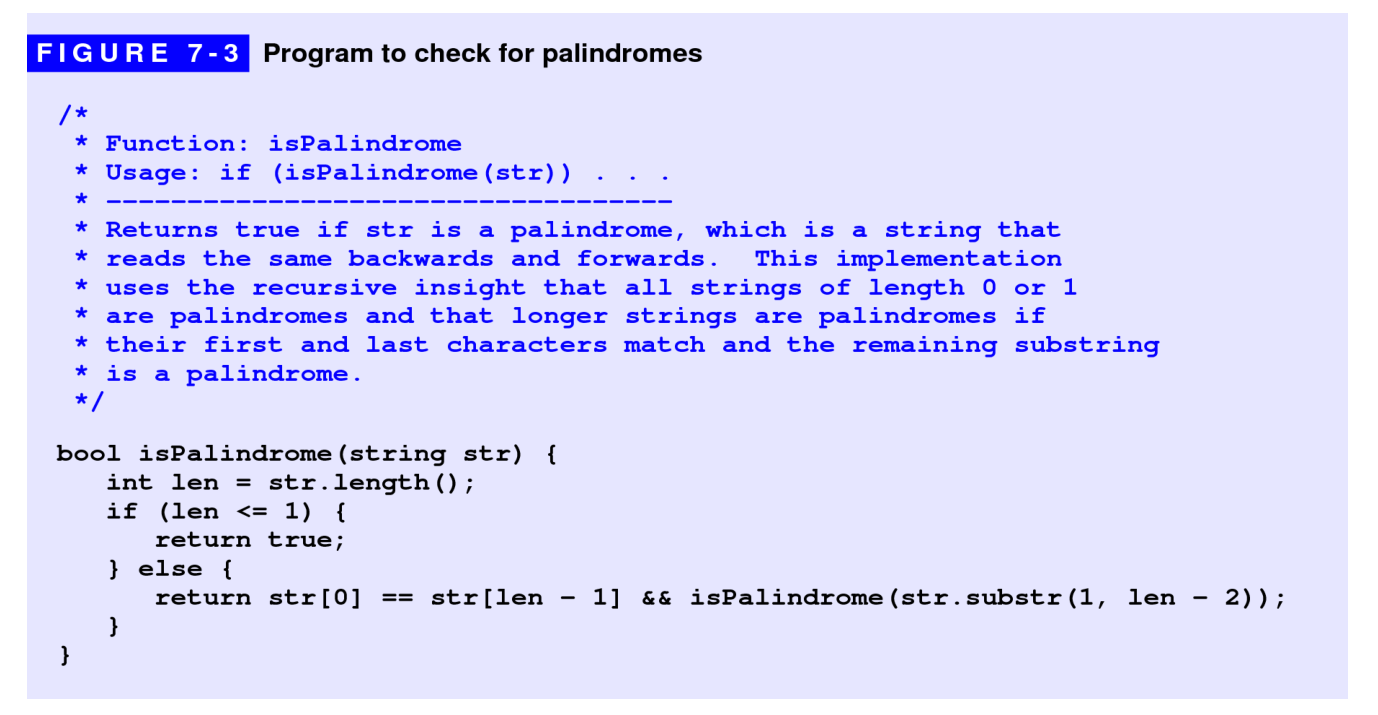 FIGURE 7-3 Program to check for palindromes
/*
 * Function: isPalindrome
 * Usage: if (isPalindrome(str)) . . .
 * -----------------------------------
 * Returns true if str is a palindrome, which is a string that
 * reads the same backwards and forwards.  This implementation
 * uses the recursive insight that all strings of length 0 or 1
 * are palindromes and that longer strings are palindromes if
 * their first and last characters match and the remaining substring
 * is a palindrome.
 */
bool isPalindrome(string str) {
   int len = str.length();
   if (len <= 1) {
      return true;
   } else {
      return str[0] == str[len - 1] && isPalindrome(str.substr(1, len - 2));
   }
}